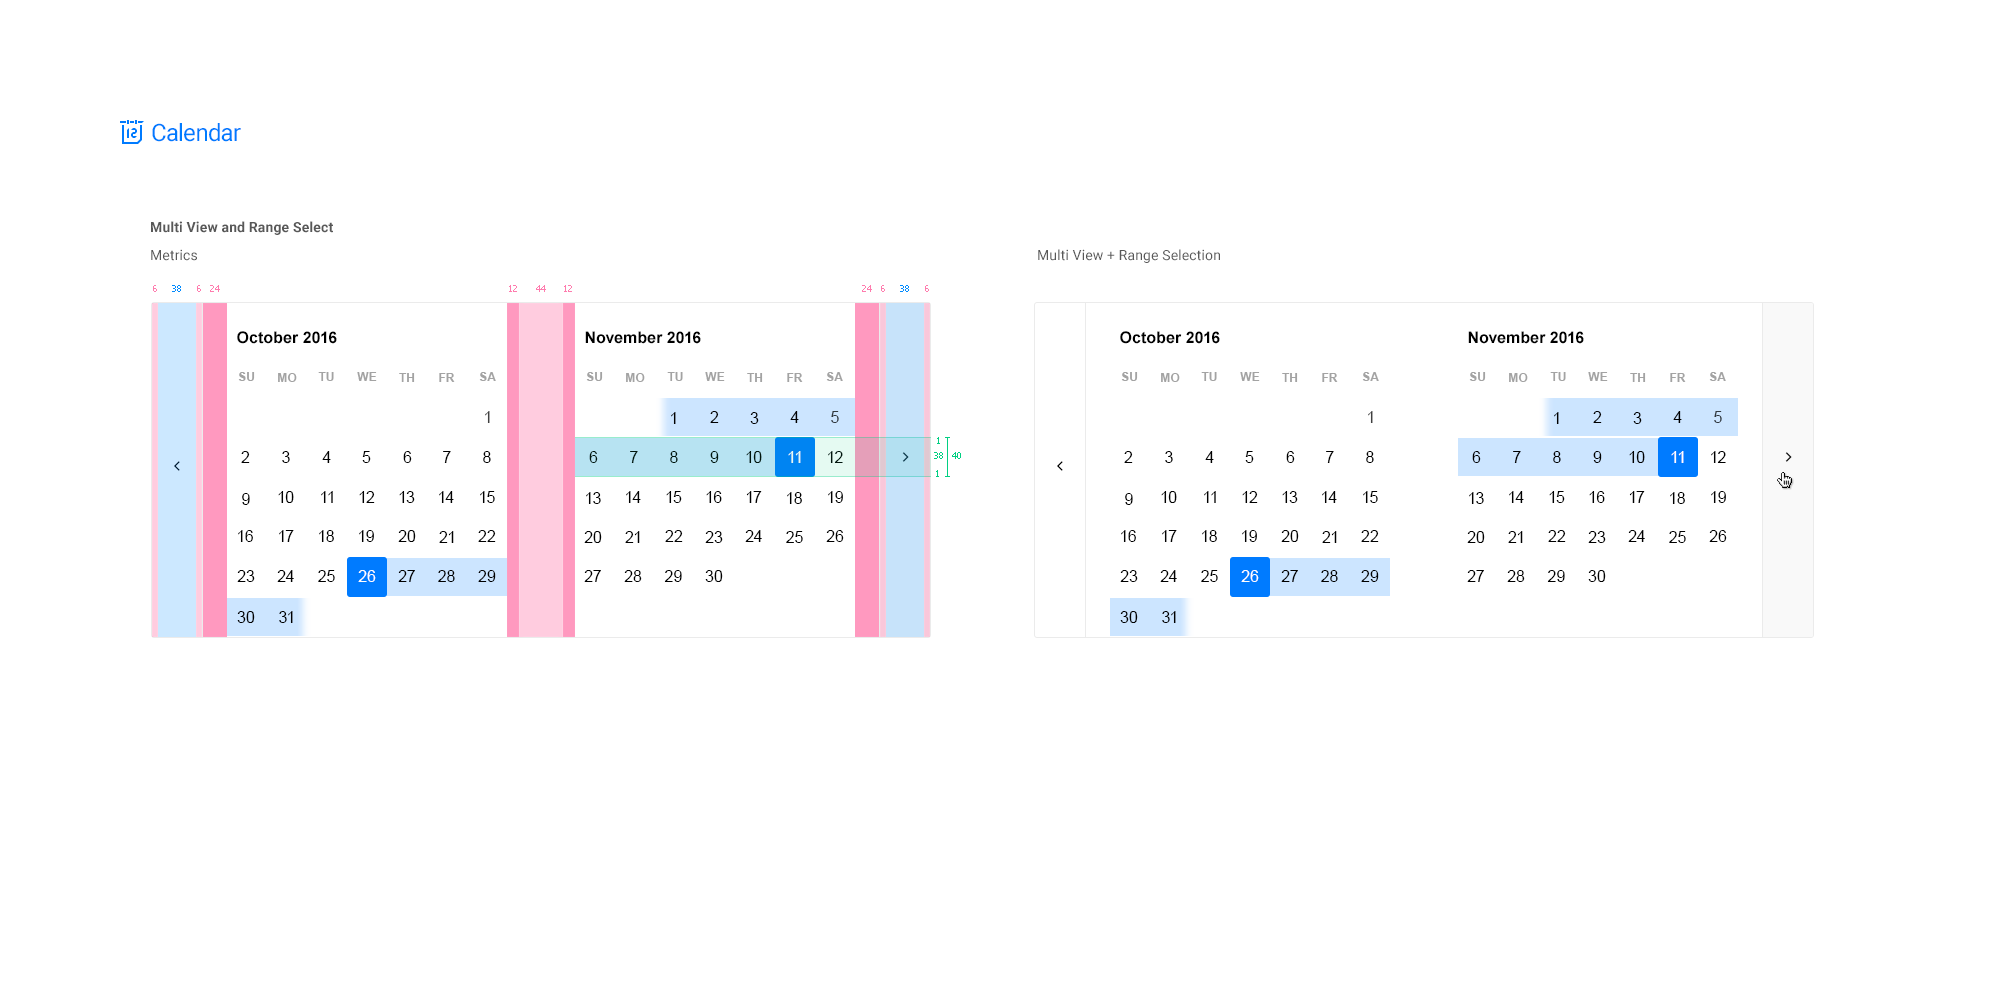 12 Calendar
Multi View and Range Select
Metrics
6 38 6 24 12 44 12 24 6 38 6
October 2016
SU MO TU WE TH FR SA
1
2 3 4 5 6 7 8
9 10 11 12 13 14 15
16 17 18 19 20 21 22
23 24 25 26 27 28 29
30 31
November 2016
SU MO TU WE TH FR SA
1 2 3 4 5
6 7 8 9 10 11 12
13 14 15 16 17 18 19
20 21 22 23 24 25 26
27 28 29 30
1
38 40
1
Multi View + Range Selection
October 2016
SU MO TU WE TH FR SA
1
2 3 4 5 6 7 8
9 10 11 12 13 14 15
16 17 18 19 20 21 22
23 24 25 26 27 28 29
30 31
November 2016
SU MO TU WE TH FR SA
1 2 3 4 5
6 7 8 9 10 11 12
13 14 15 16 17 18 19
20 21 22 23 24 25 26
27 28 29 30